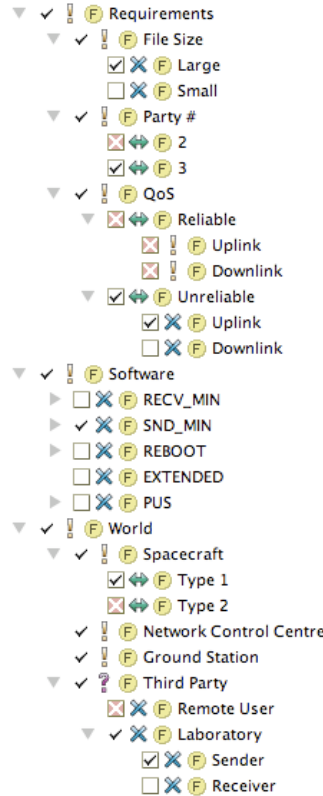 F Requirements
F File Size
F Large
F Small
F Party #
F 2
F 3
F QoS
F Reliable
F Uplink
F Downlink
F Unreliable
F Uplink
F Downlink
F Software
F RECV_MIN
F SND_MIN
F REBOOT
F EXTENDED
F PUS
F World
F Spacecraft
F Type 1
F Type 2
F Network Control Centre
F Ground Station
? F Third Party
F Remote User
F Laboratory
F Sender
F Receiver